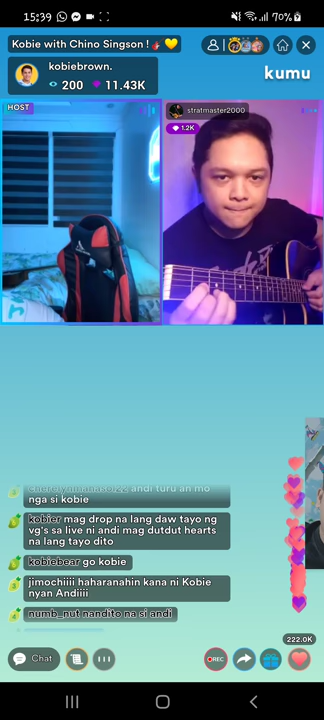 15:39
70%
Kobie with Chino Singson !
kobiebrown.
200 11.43K
kumu
HOST
stratmaster2000
1.2K
andi turu an mo
nga si kobie
kobier mag drop na lang daw tayo ng
vg's sa live ni andi mag dutdut hearts
na lang tayo dito
kobiebear go kobie
jimochiiii haharanahin kana ni Kobie
nyan Andiiii
numb_nut nandito na si andi
222.0K
Chat
REC